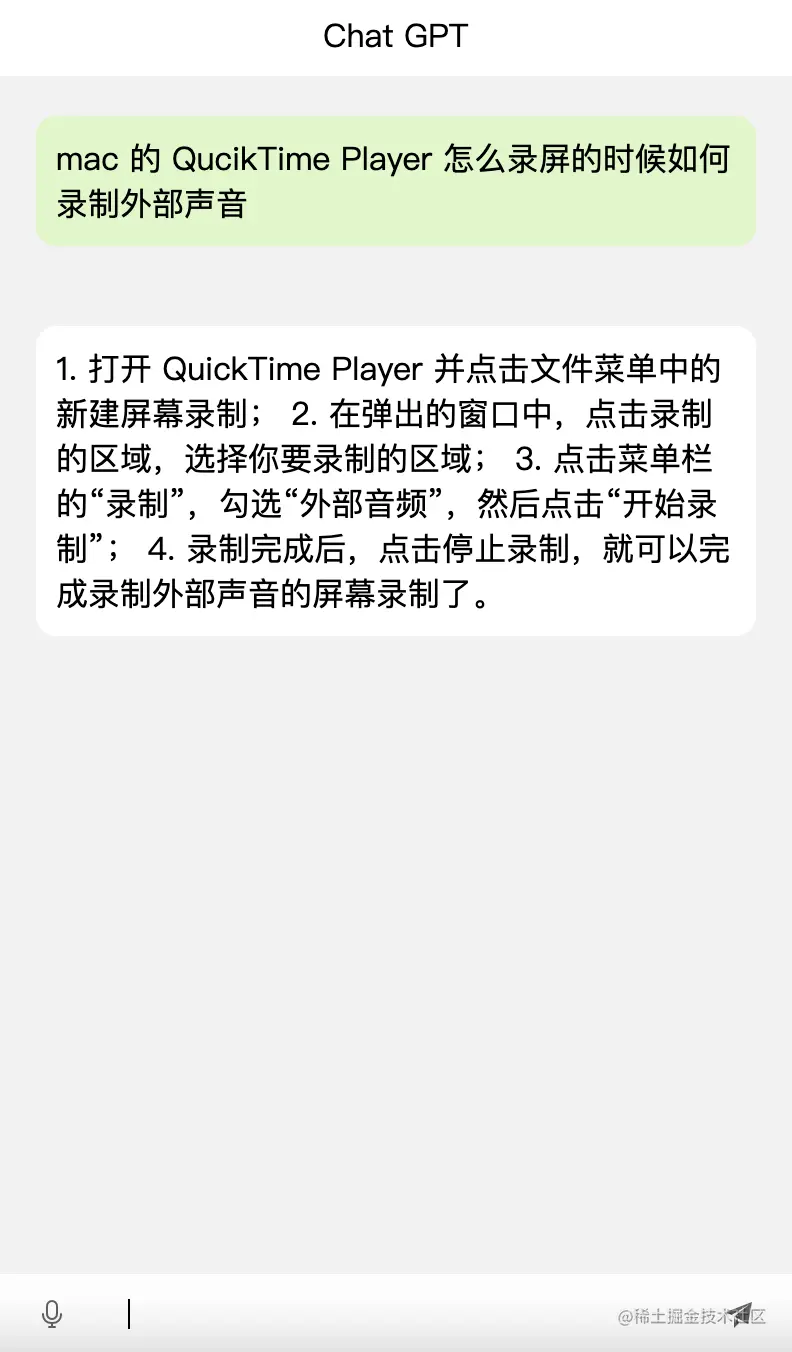 Chat GPT
mac 的 QucikTime Player 怎么录屏的时候如何
录制外部声音
1. 打开 QuickTime Player 并点击文件菜单中的
新建屏幕录制； 2. 在弹出的窗口中，点击录制
的区域，选择你要录制的区域； 3. 点击菜单栏
的“录制”，勾选“外部音频”，然后点击“开始录
制”； 4. 录制完成后，点击停止录制，就可以完
成录制外部声音的屏幕录制了。
@稀土掘金技术社区